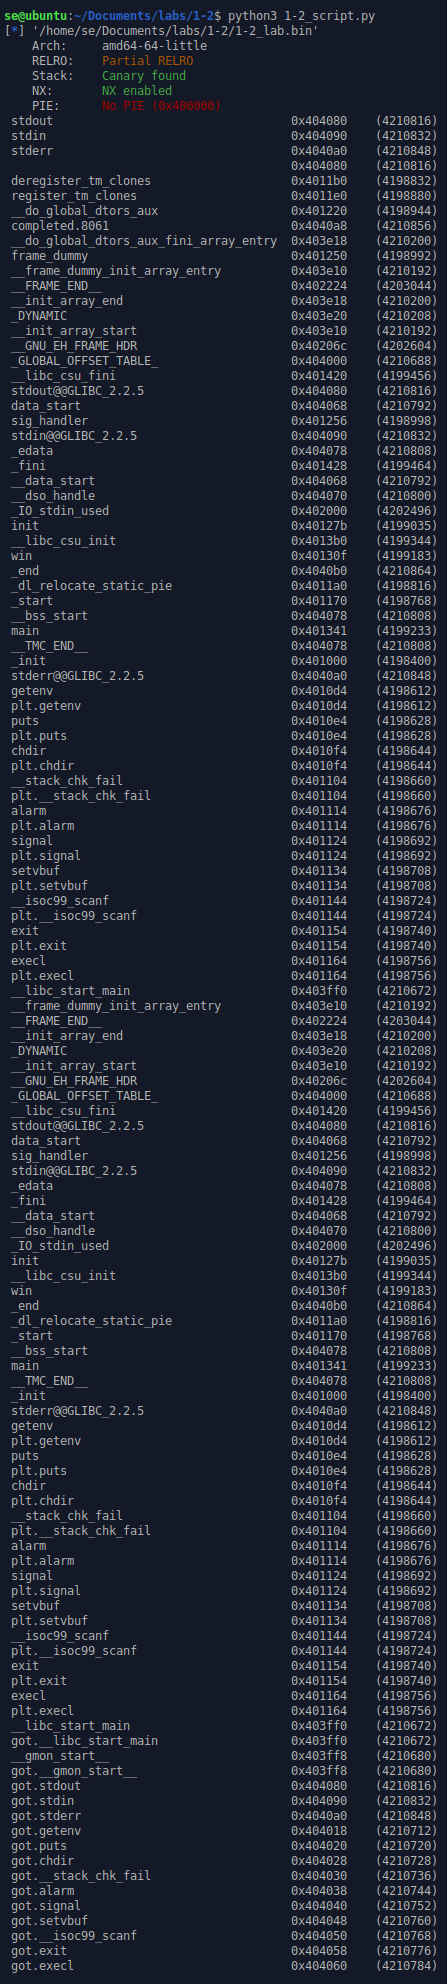 se@ubuntu:~/Documents/labs/1-2$ python3 1-2_script.py
[*] '/home/se/Documents/labs/1-2/1-2_lab.bin'
    Arch:     amd64-64-little
    RELRO:    Partial RELRO
    Stack:    Canary found
    NX:       NX enabled
    PIE:      No PIE (0x400000)
stdout 0x404080 (4210816)
stdin 0x404090 (4210832)
stderr 0x4040a0 (4210848)
0x404080 (4210816)
deregister_tm_clones 0x4011b0 (4198832)
register_tm_clones 0x4011e0 (4198880)
__do_global_dtors_aux 0x401220 (4198944)
completed.8061 0x4040a8 (4210856)
__do_global_dtors_aux_fini_array_entry 0x403e18 (4210200)
frame_dummy 0x401250 (4198992)
__frame_dummy_init_array_entry 0x403e10 (4210192)
__FRAME_END__ 0x402224 (4203044)
__init_array_end 0x403e18 (4210200)
_DYNAMIC 0x403e20 (4210208)
__init_array_start 0x403e10 (4210192)
__GNU_EH_FRAME_HDR 0x40206c (4202604)
_GLOBAL_OFFSET_TABLE_ 0x404000 (4210688)
__libc_csu_fini 0x401420 (4199456)
stdout@@GLIBC_2.2.5 0x404080 (4210816)
data_start 0x404068 (4210792)
sig_handler 0x401256 (4198998)
stdin@@GLIBC_2.2.5 0x404090 (4210832)
_edata 0x404078 (4210808)
_fini 0x401428 (4199464)
__data_start 0x404068 (4210792)
__dso_handle 0x404070 (4210800)
_IO_stdin_used 0x402000 (4202496)
init 0x40127b (4199035)
__libc_csu_init 0x4013b0 (4199344)
win 0x40130f (4199183)
_end 0x4040b0 (4210864)
_dl_relocate_static_pie 0x4011a0 (4198816)
_start 0x401170 (4198768)
__bss_start 0x404078 (4210808)
main 0x401341 (4199233)
__TMC_END__ 0x404078 (4210808)
_init 0x401000 (4198400)
stderr@@GLIBC_2.2.5 0x4040a0 (4210848)
getenv 0x4010d4 (4198612)
plt.getenv 0x4010d4 (4198612)
puts 0x4010e4 (4198628)
plt.puts 0x4010e4 (4198628)
chdir 0x4010f4 (4198644)
plt.chdir 0x4010f4 (4198644)
__stack_chk_fail 0x401104 (4198660)
plt.__stack_chk_fail 0x401104 (4198660)
alarm 0x401114 (4198676)
plt.alarm 0x401114 (4198676)
signal 0x401124 (4198692)
plt.signal 0x401124 (4198692)
setvbuf 0x401134 (4198708)
plt.setvbuf 0x401134 (4198708)
__isoc99_scanf 0x401144 (4198724)
plt.__isoc99_scanf 0x401144 (4198724)
exit 0x401154 (4198740)
plt.exit 0x401154 (4198740)
execl 0x401164 (4198756)
plt.execl 0x401164 (4198756)
__libc_start_main 0x403ff0 (4210672)
__frame_dummy_init_array_entry 0x403e10 (4210192)
__FRAME_END__ 0x402224 (4203044)
__init_array_end 0x403e18 (4210200)
_DYNAMIC 0x403e20 (4210208)
__init_array_start 0x403e10 (4210192)
__GNU_EH_FRAME_HDR 0x40206c (4202604)
_GLOBAL_OFFSET_TABLE_ 0x404000 (4210688)
__libc_csu_fini 0x401420 (4199456)
stdout@@GLIBC_2.2.5 0x404080 (4210816)
data_start 0x404068 (4210792)
sig_handler 0x401256 (4198998)
stdin@@GLIBC_2.2.5 0x404090 (4210832)
_edata 0x404078 (4210808)
_fini 0x401428 (4199464)
__data_start 0x404068 (4210792)
__dso_handle 0x404070 (4210800)
_IO_stdin_used 0x402000 (4202496)
init 0x40127b (4199035)
__libc_csu_init 0x4013b0 (4199344)
win 0x40130f (4199183)
_end 0x4040b0 (4210864)
_dl_relocate_static_pie 0x4011a0 (4198816)
_start 0x401170 (4198768)
__bss_start 0x404078 (4210808)
main 0x401341 (4199233)
__TMC_END__ 0x404078 (4210808)
_init 0x401000 (4198400)
stderr@@GLIBC_2.2.5 0x4040a0 (4210848)
getenv 0x4010d4 (4198612)
plt.getenv 0x4010d4 (4198612)
puts 0x4010e4 (4198628)
plt.puts 0x4010e4 (4198628)
chdir 0x4010f4 (4198644)
plt.chdir 0x4010f4 (4198644)
__stack_chk_fail 0x401104 (4198660)
plt.__stack_chk_fail 0x401104 (4198660)
alarm 0x401114 (4198676)
plt.alarm 0x401114 (4198676)
signal 0x401124 (4198692)
plt.signal 0x401124 (4198692)
setvbuf 0x401134 (4198708)
plt.setvbuf 0x401134 (4198708)
__isoc99_scanf 0x401144 (4198724)
plt.__isoc99_scanf 0x401144 (4198724)
exit 0x401154 (4198740)
plt.exit 0x401154 (4198740)
execl 0x401164 (4198756)
plt.execl 0x401164 (4198756)
__libc_start_main 0x403ff0 (4210672)
got.__libc_start_main 0x403ff0 (4210672)
__gmon_start__ 0x403ff8 (4210680)
got.__gmon_start__ 0x403ff8 (4210680)
got.stdout 0x404080 (4210816)
got.stdin 0x404090 (4210832)
got.stderr 0x4040a0 (4210848)
got.getenv 0x404018 (4210712)
got.puts 0x404020 (4210720)
got.chdir 0x404028 (4210728)
got.__stack_chk_fail 0x404030 (4210736)
got.alarm 0x404038 (4210744)
got.signal 0x404040 (4210752)
got.setvbuf 0x404048 (4210760)
got.__isoc99_scanf 0x404050 (4210768)
got.exit 0x404058 (4210776)
got.execl 0x404060 (4210784)